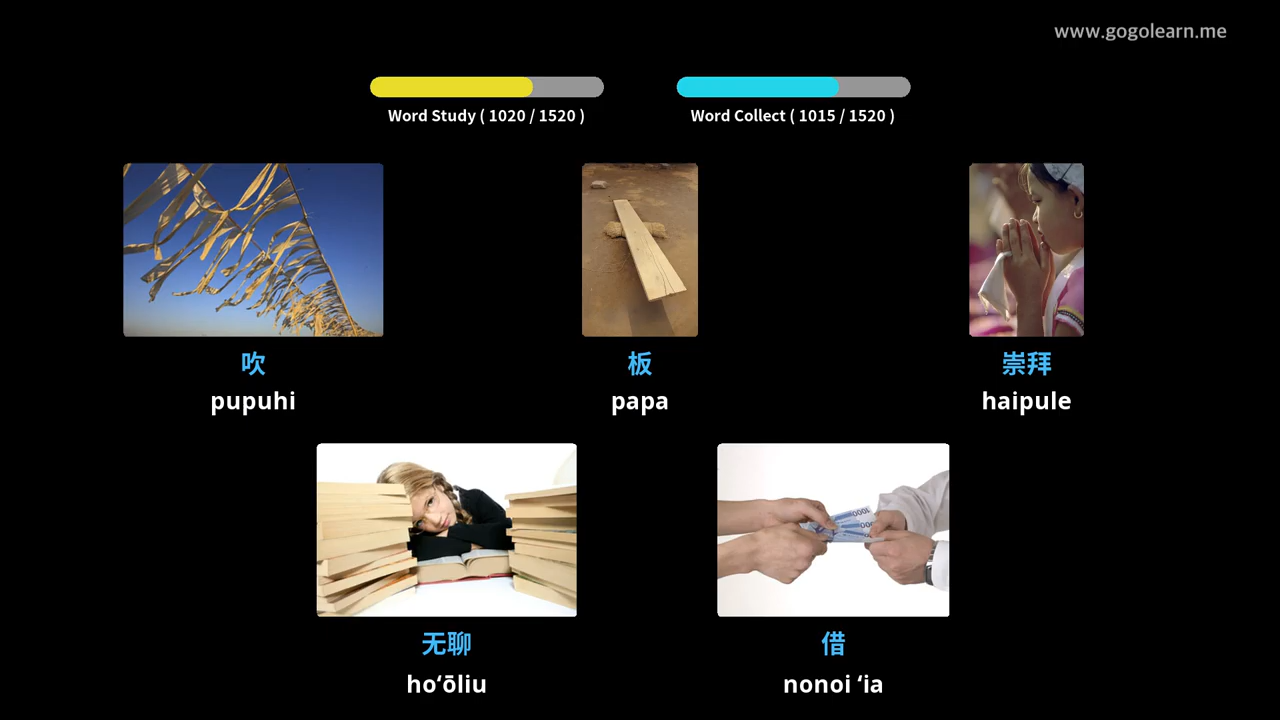 www.gogolearn.me
Word Study ( 1020 / 1520 )
Word Collect ( 1015 / 1520 )
吹
pupuhi
板
papa
崇拜
haipule
无聊
hoʻōliu
借
nonoi ʻia